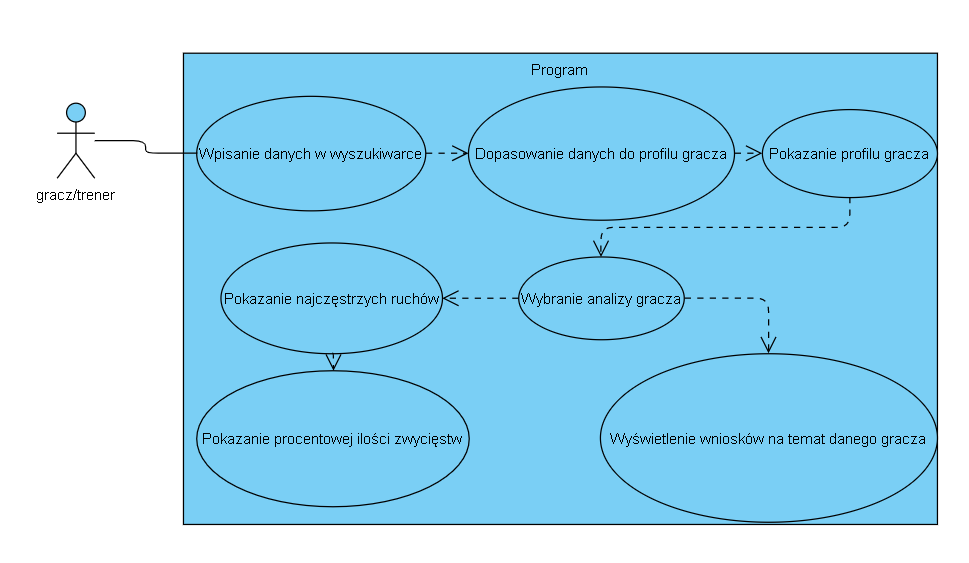 Program
gracz/trener
Wpisanie danych w wyszukiwarce
Dopasowanie danych do profilu gracza
Pokazanie profilu gracza
Pokazanie najczęstrzych ruchów
Wybranie analizy gracza
Pokazanie procentowej ilości zwycięstw
Wyświetlenie wniosków na temat danego gracza